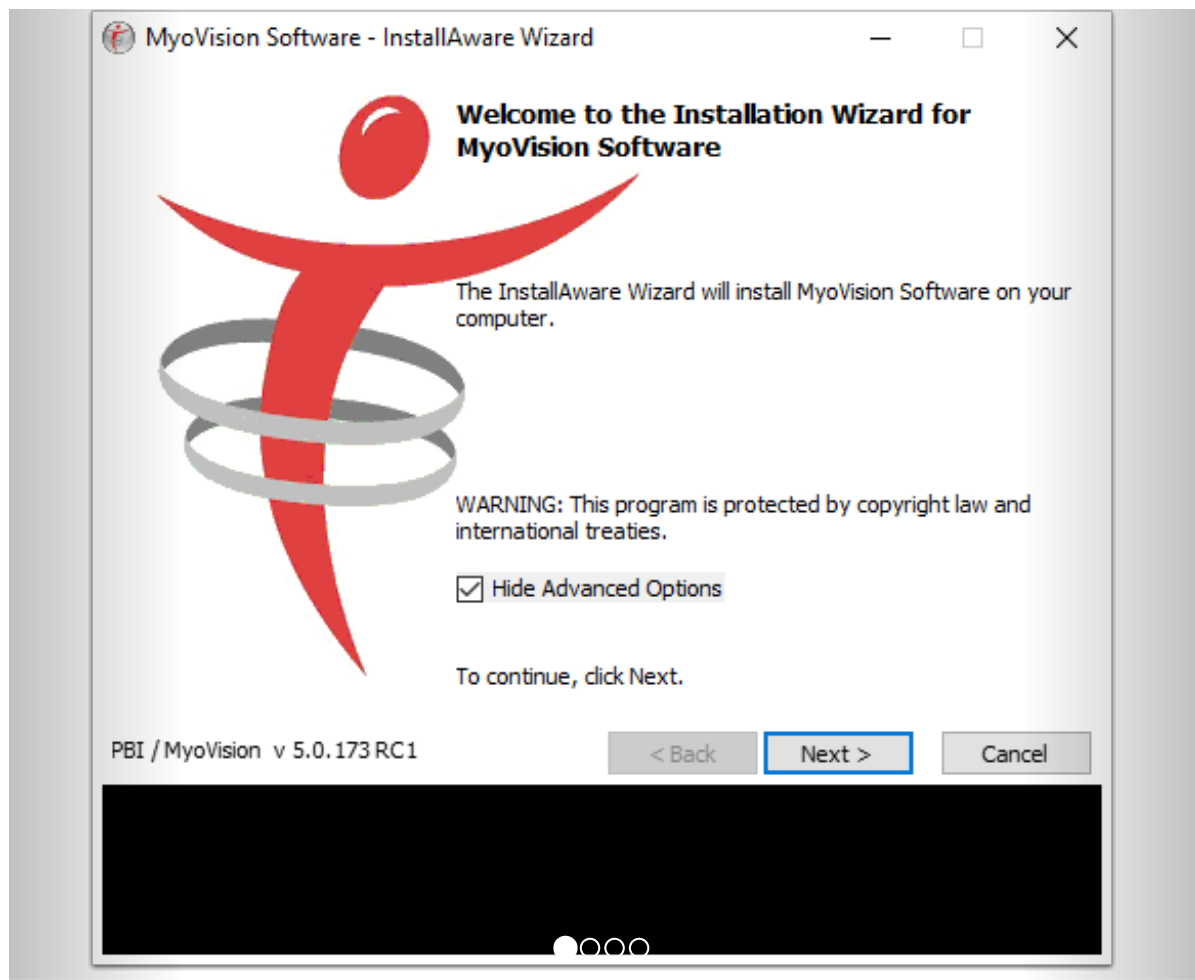 MyoVision Software - InstallAware Wizard
Welcome to the Installation Wizard for
MyoVision Software
The InstallAware Wizard will install MyoVision Software on your
computer.
WARNING: This program is protected by copyright law and
international treaties.
Hide Advanced Options
To continue, click Next.
PBI / MyoVision v 5.0.173 RC1
< Back
Next >
Cancel